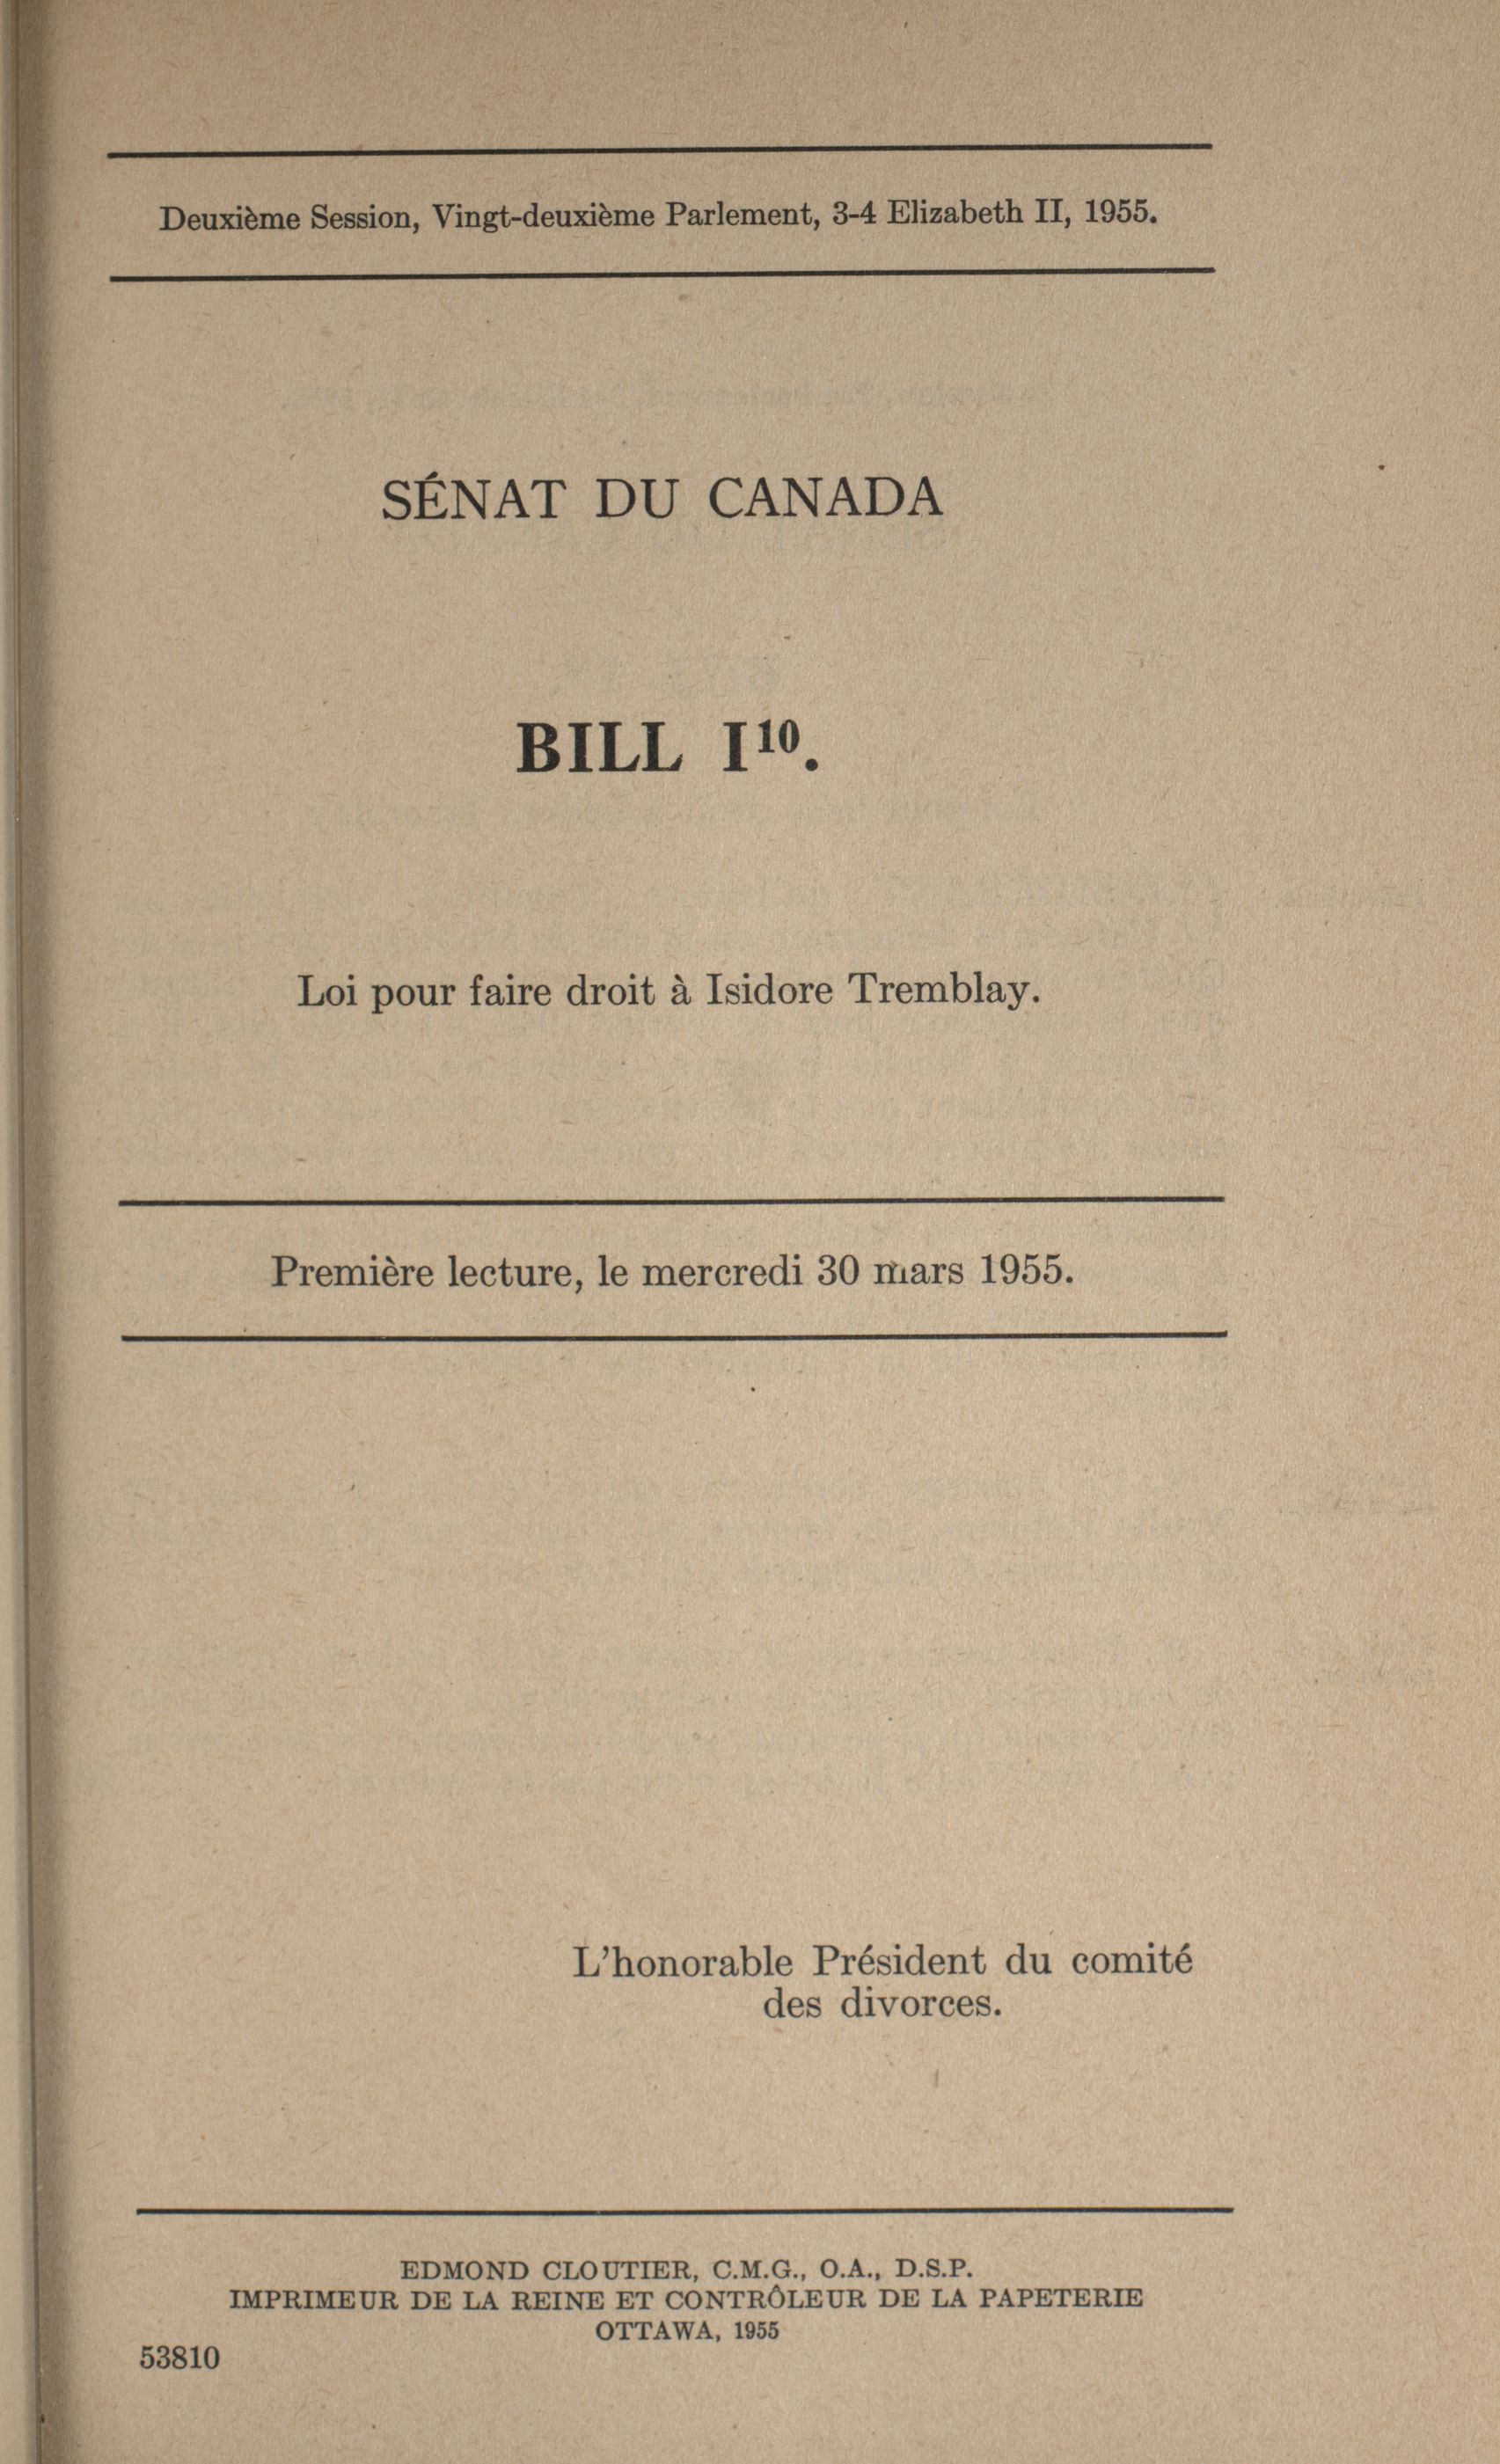 Deuxième Session, Vingt-deuxième Parlement, 3-4 Elizabeth II, 1955.
SÉNAT DU CANADA
BILL I¹⁰.
Loi pour faire droit à Isidore Tremblay.
Première lecture, le mercredi 30 mars 1955.
L'honorable Président du comité
des divorces.
EDMOND CLOUTIER, C.M.G., O.A., D.S.P.
IMPRIMEUR DE LA REINE ET CONTRÔLEUR DE LA PAPETERIE
OTTAWA, 1955
53810